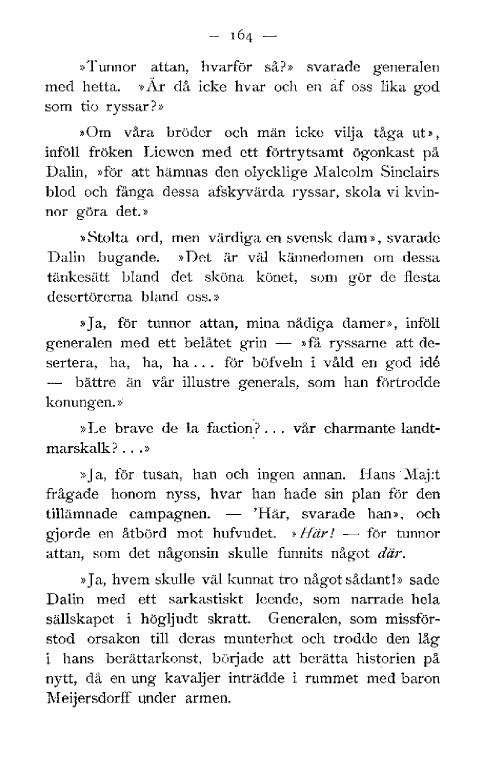 — 164 —
»Tunnor attan, hvarför så?» svarade generalen
med hetta. »Är då icke hvar och en af oss lika god
som tio ryssar?»
»Om våra bröder och män icke vilja tåga ut»,
inföll fröken Liewen med ett förtrytsamt ögonkast på
Dalin, »för att hämnas den olycklige Malcolm Sinclairs
blod och fånga dessa afskyvärda ryssar, skola vi kvin-
nor göra det.»
»Stolta ord, men värdiga en svensk dam», svarade
Dalin bugande. »Det är väl kännedomen om dessa
tänkesätt bland det sköna könet, som gör de flesta
desertörerna bland oss.»
»Ja, för tunnor attan, mina nådiga damer», inföll
generalen med ett belåtet grin — »få ryssarne att de-
sertera, ha, ha, ha... för böfveln i våld en god idé
— bättre än vår illustre generals, som han förtrodde
konungen.»
»Le brave de la faction?... vår charmante landt-
marskalk?...»
»Ja, för tusan, han och ingen annan. Hans Maj:t
frågade honom nyss, hvar han hade sin plan för den
tillämnade campagnen. — 'Här, svarade han», och
gjorde en åtbörd mot hufvudet. »Här! — för tunnor
attan, som det någonsin skulle funnits något där.
»Ja, hvem skulle väl kunnat tro något sådant!» sade
Dalin med ett sarkastiskt leende, som narrade hela
sällskapet i högljudt skratt. Generalen, som missför-
stod orsaken till deras munterhet och trodde den låg
i hans berättarkonst, började att berätta historien på
nytt, då en ung kavaljer inträdde i rummet med baron
Meijersdorff under armen.